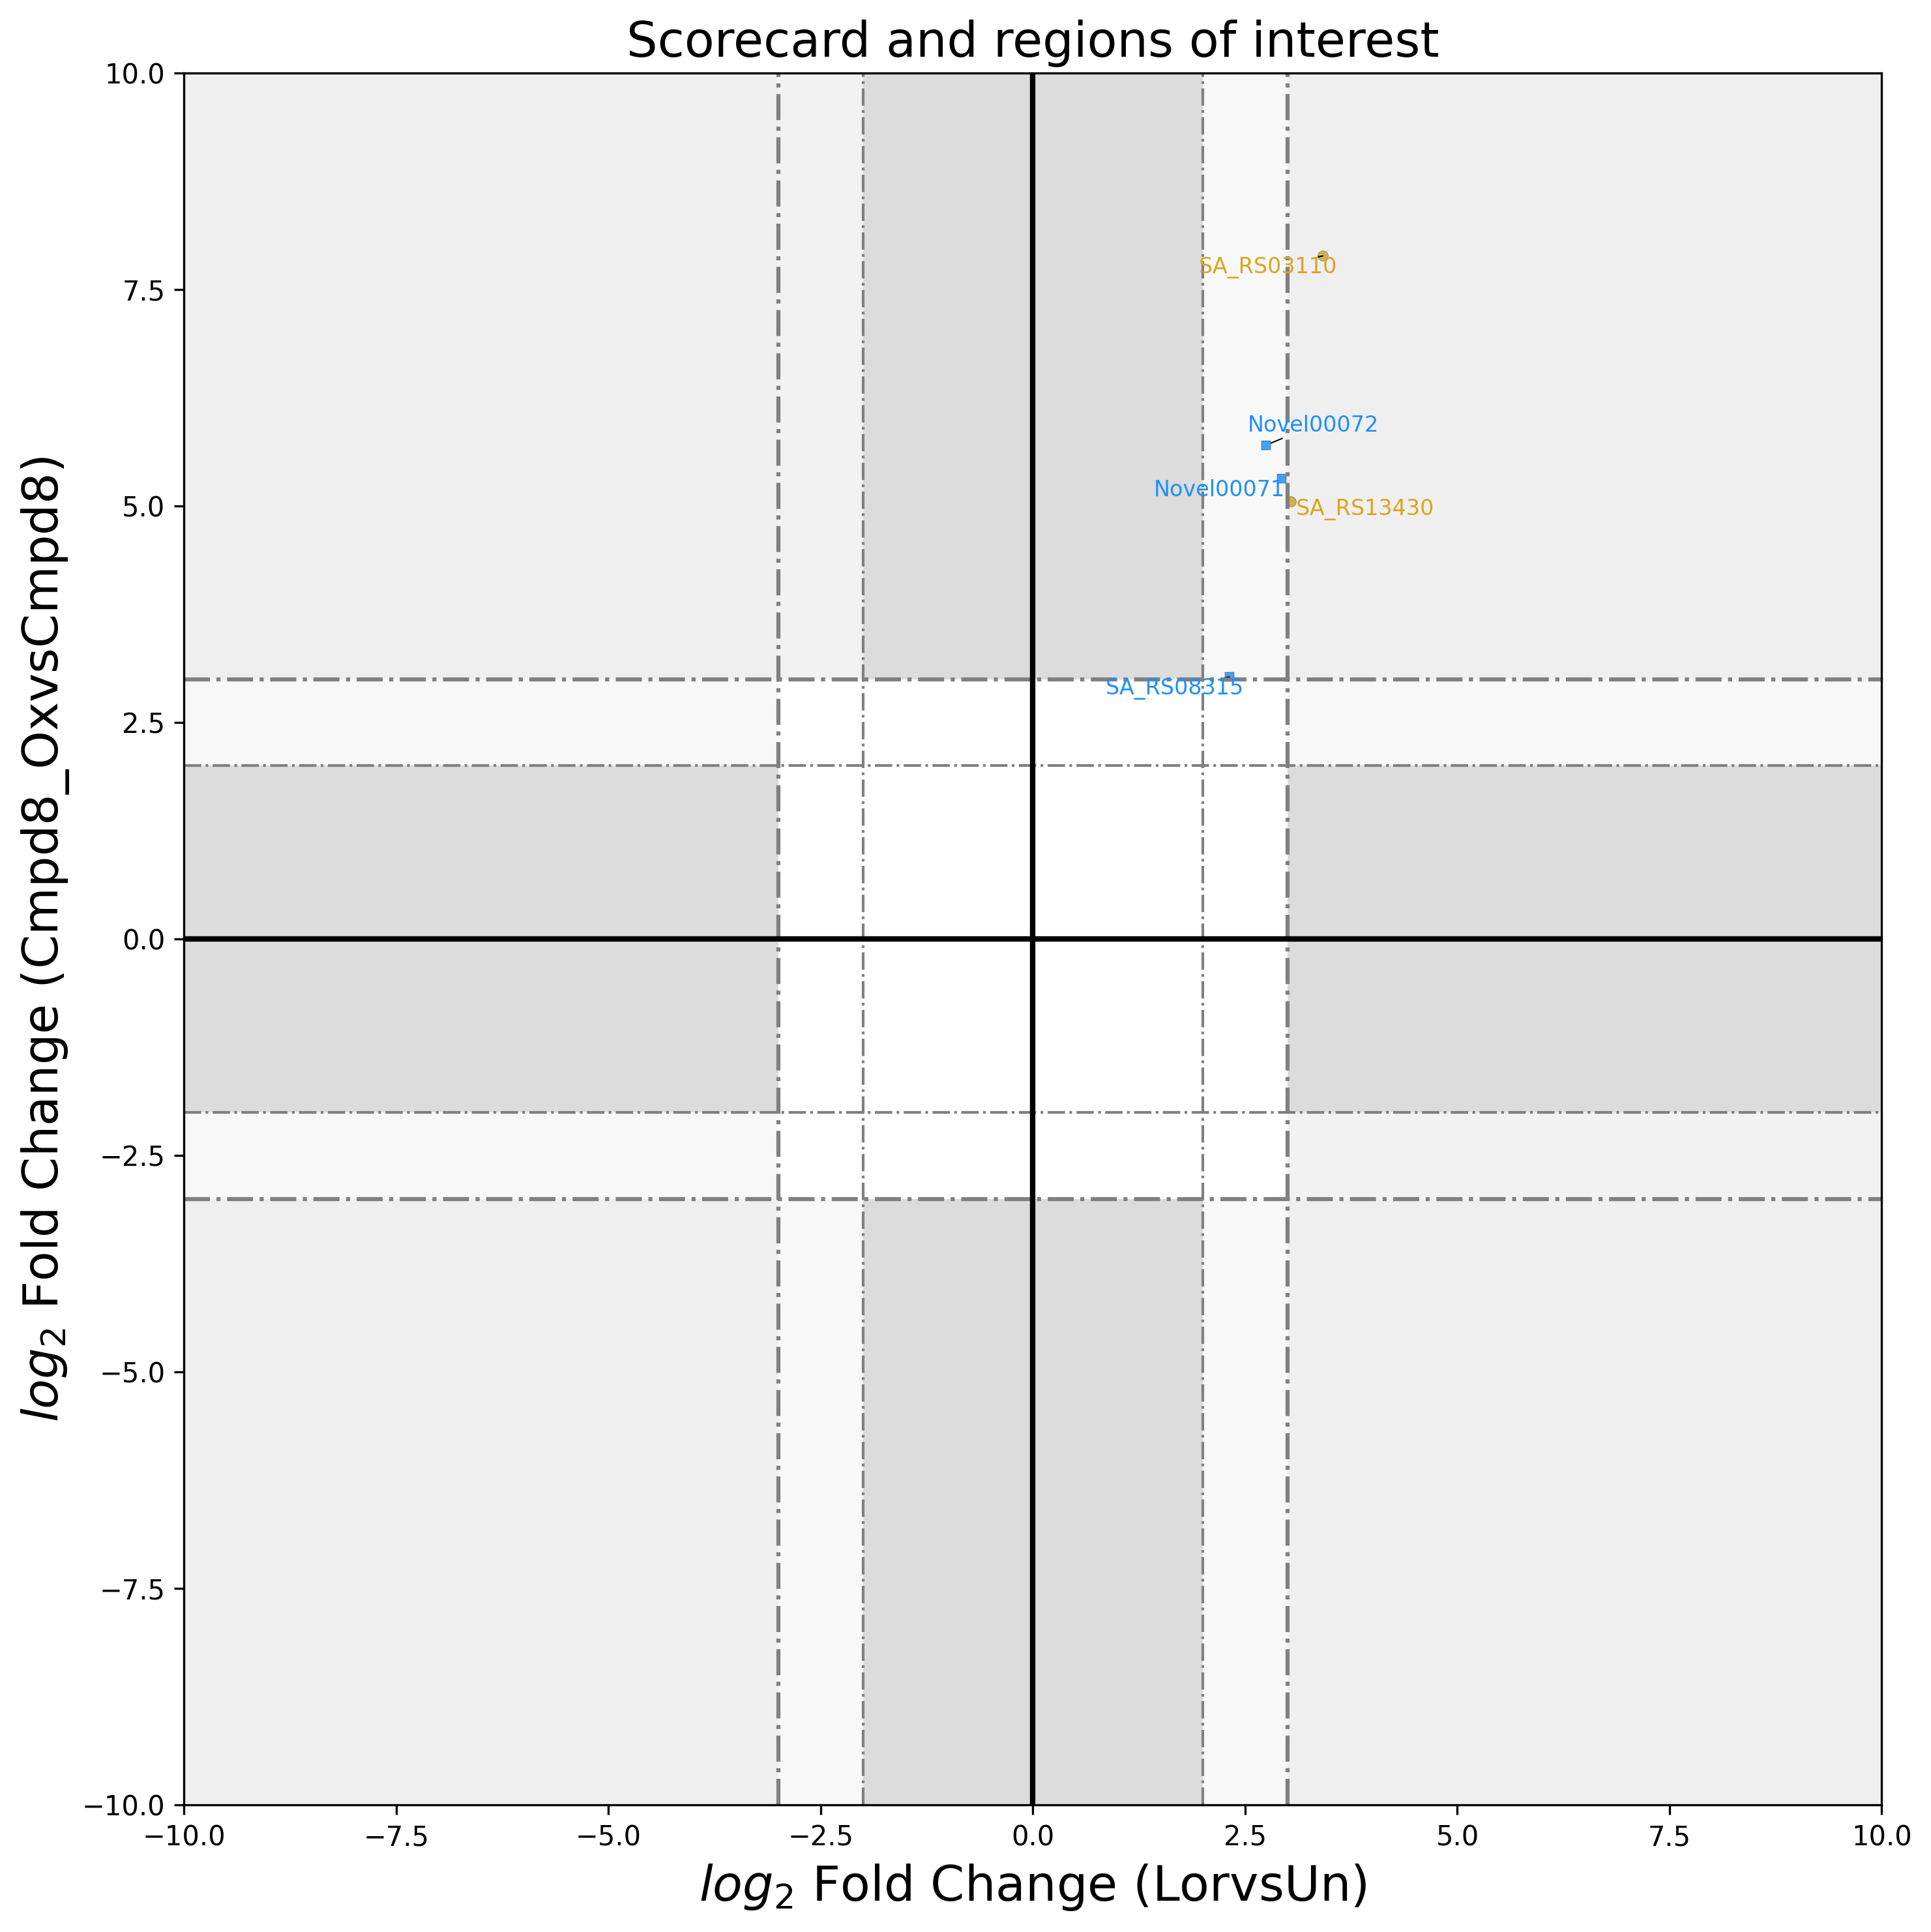 Scorecard and regions of interest
log2 Fold Change (Cmpd8_OxvsCmpd8)
10.0
7.5
5.0
2.5
0.0
−2.5
−5.0
−7.5
−10.0
SA_RS03110
Novel00072
Novel00071
SA_RS13430
SA_RS08315
−10.0 −7.5 −5.0 −2.5 0.0 2.5 5.0 7.5 10.0
log2 Fold Change (LorvsUn)